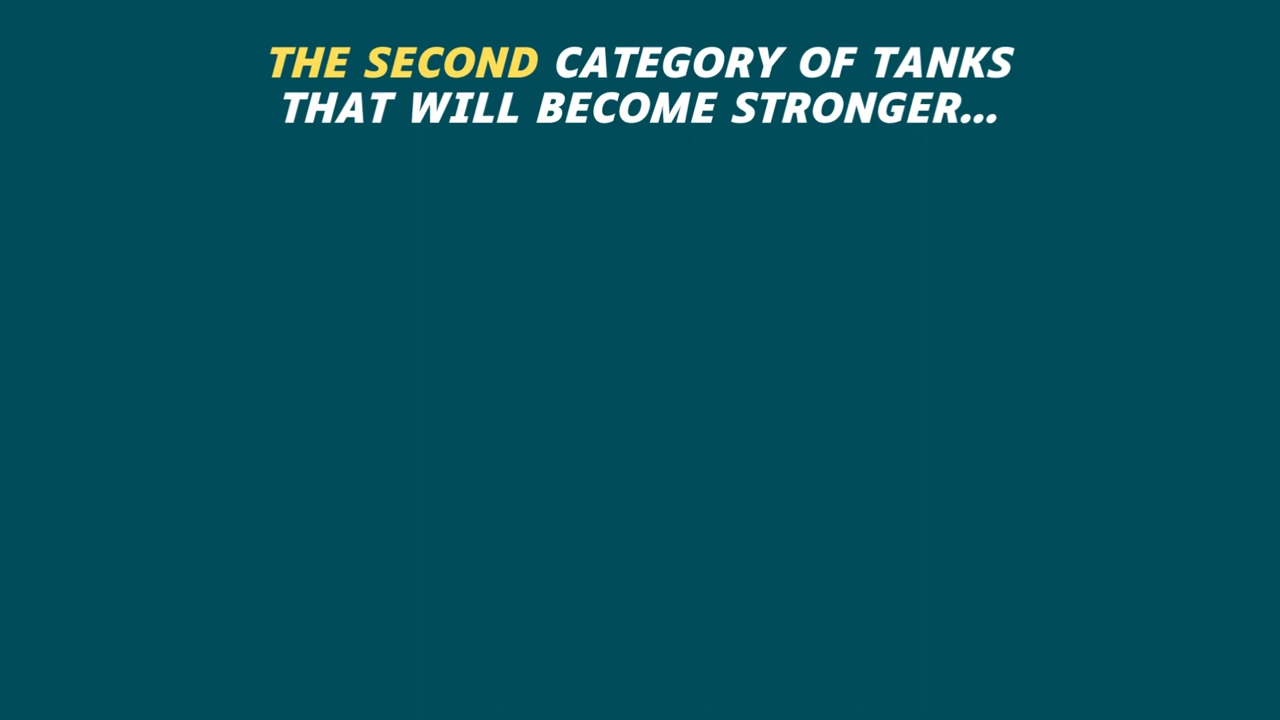 THE SECOND CATEGORY OF TANKS
THAT WILL BECOME STRONGER...